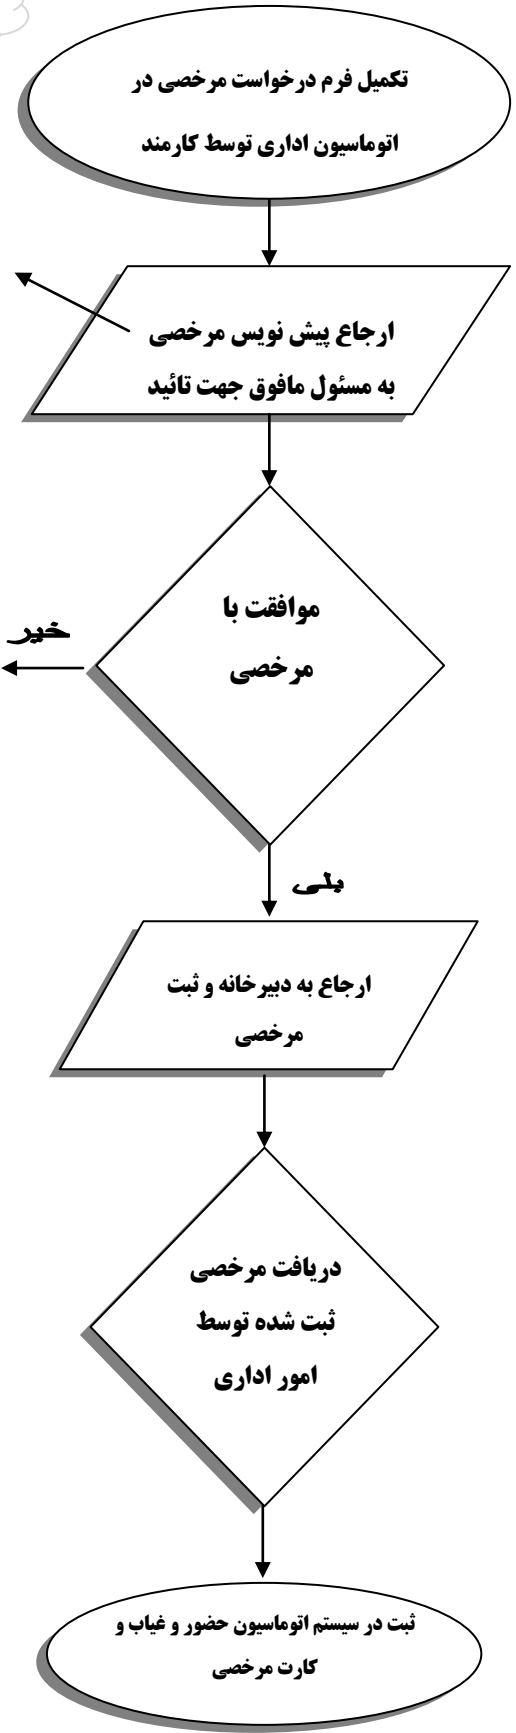 تکمیل فرم درخواست مرخصی در
اتوماسیون اداری توسط کارمند
ارجاع پیش نویس مرخصی
به مسئول مافوق جهت تائید
موافقت با
مرخصی
خیر
بلی
ارجاع به دبیرخانه و ثبت
مرخصی
دریافت مرخصی
ثبت شده توسط
امور اداری
ثبت در سیستم اتوماسیون حضور و غیاب و
کارت مرخصی